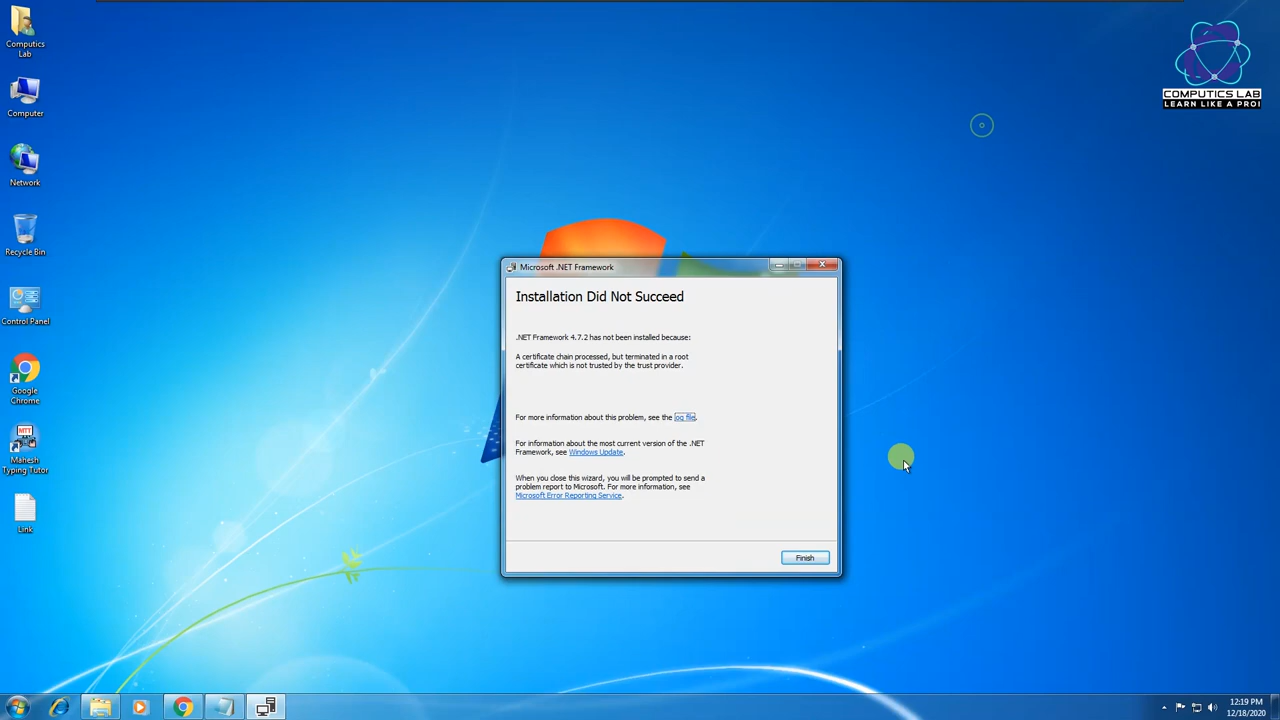 Computics
Lab
Computer
Network
Recycle Bin
Control Panel
Google
Chrome
MTT
Mahesh
Typing Tutor
Link
COMPUTICS LAB
LEARN LIKE A PRO!
Microsoft .NET Framework
Installation Did Not Succeed
.NET Framework 4.7.2 has not been installed because:
A certificate chain processed, but terminated in a root
certificate which is not trusted by the trust provider.
For more information about this problem, see the log file.
For information about the most current version of the .NET
Framework, see Windows Update.
When you close this wizard, you will be prompted to send a
problem report to Microsoft. For more information, see
Microsoft Error Reporting Service.
Finish
12:19 PM
12/18/2020